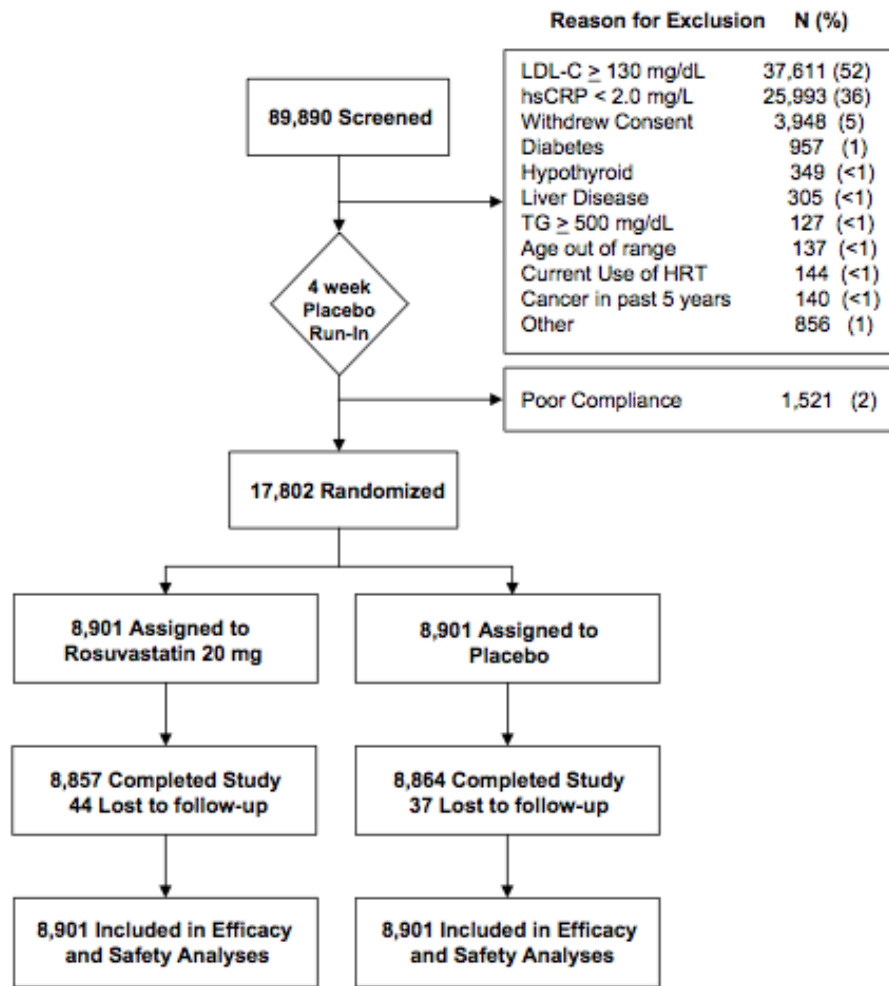 Reason for Exclusion N (%)
LDL-C ≥ 130 mg/dL 37,611 (52)
hsCRP < 2.0 mg/L 25,993 (36)
Withdrew Consent 3,948 (5)
Diabetes 957 (1)
Hypothyroid 349 (<1)
Liver Disease 305 (<1)
TG ≥ 500 mg/dL 127 (<1)
Age out of range 137 (<1)
Current Use of HRT 144 (<1)
Cancer in past 5 years 140 (<1)
Other 856 (1)
89,890 Screened
4 week
Placebo
Run-In
Poor Compliance 1,521 (2)
17,802 Randomized
8,901 Assigned to
Rosuvastatin 20 mg
8,901 Assigned to
Placebo
8,857 Completed Study
44 Lost to follow-up
8,864 Completed Study
37 Lost to follow-up
8,901 Included in Efficacy
and Safety Analyses
8,901 Included in Efficacy
and Safety Analyses